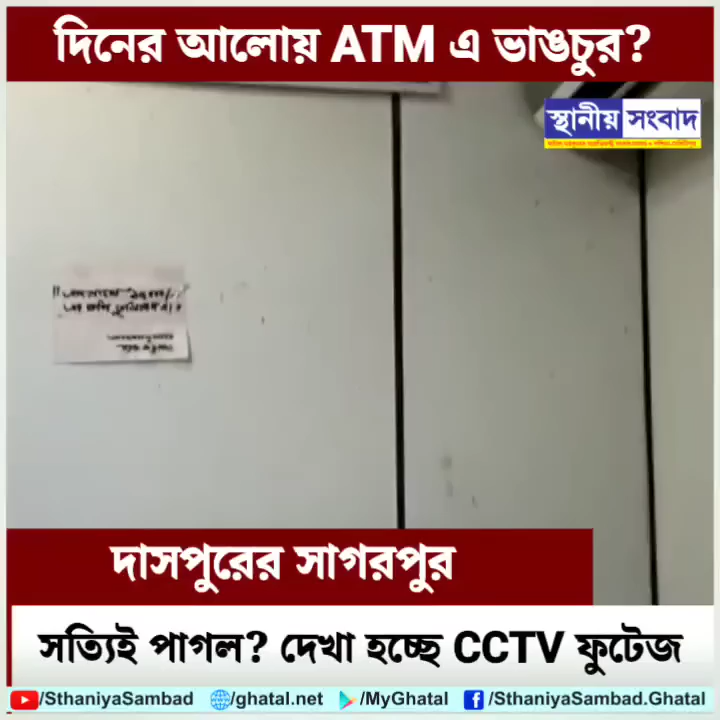 দিনের আলোয় ATM এ ভাঙচুর?
স্থানীয় সংবাদ
দাসপুরের সাগরপুর
সত্যিই পাগল? দেখা হচ্ছে CCTV ফুটেজ
/SthaniyaSambad /ghatal.net /MyGhatal /SthaniyaSambad.Ghatal